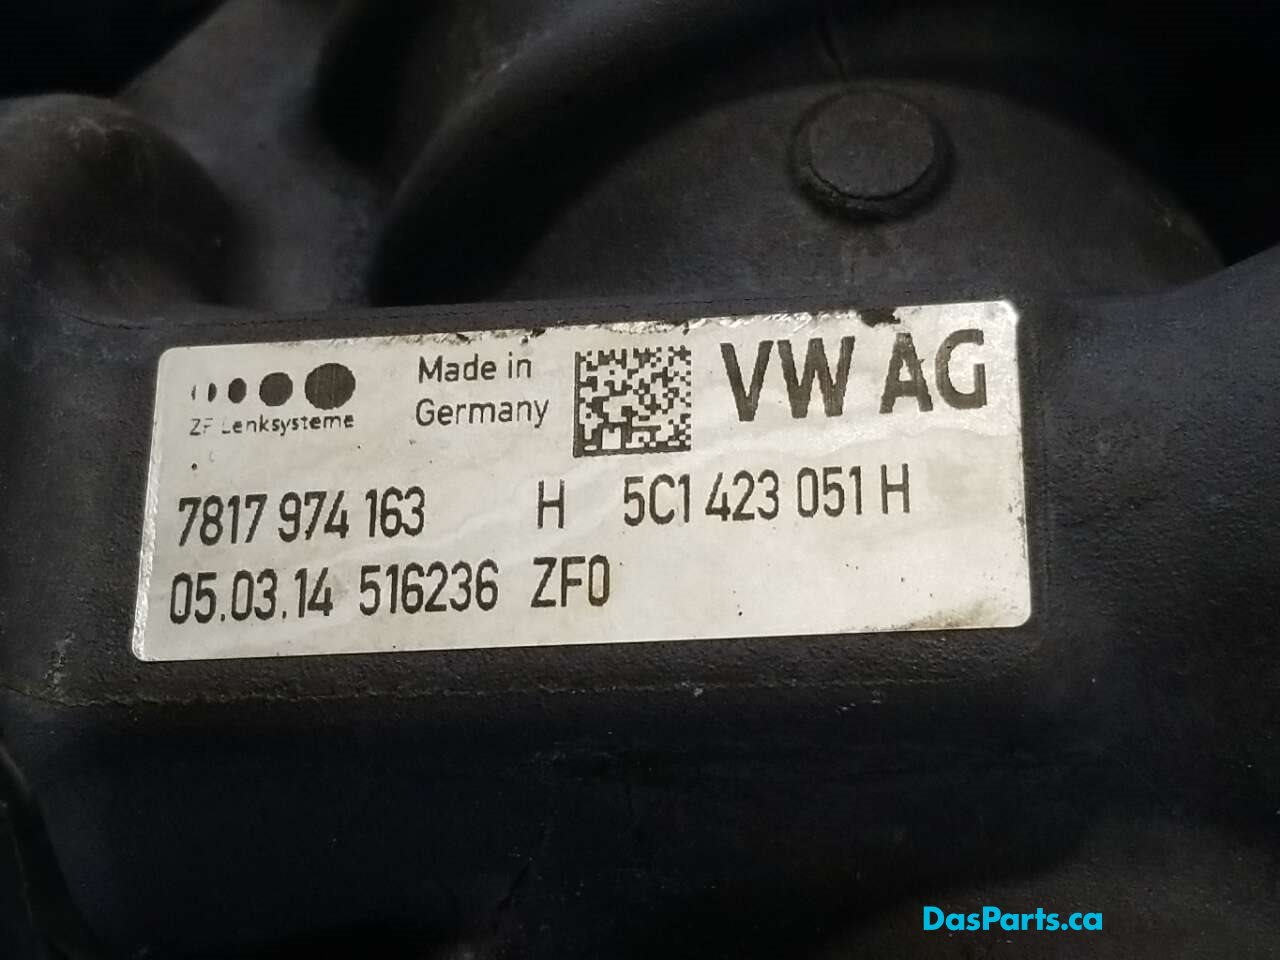 ZF Lenksysteme
Made in
Germany
VW AG
7817 974 163 H 5C1 423 051 H
05.03.14 516236 ZF0
DasParts.ca